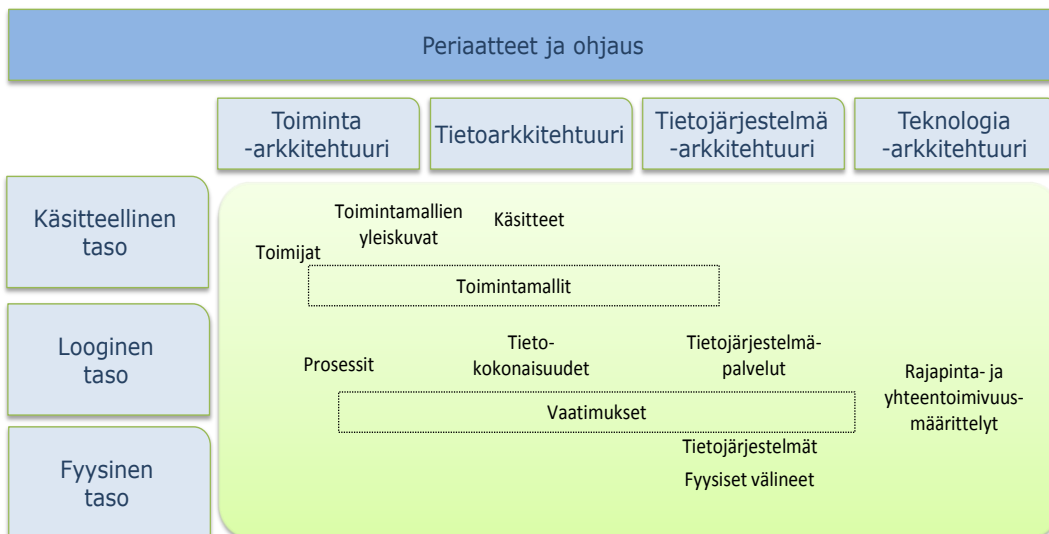 Periaatteet ja ohjaus
Toiminta
-arkkitehtuuri
Tietoarkkitehtuuri
Tietojärjestelmä
-arkkitehtuuri
Teknologia
-arkkitehtuuri
Käsitteellinen
taso
Toimijat
Toimintamallien
yleiskuvat
Käsitteet
Toimintamallit
Looginen
taso
Prosessit
Tieto-
kokonaisuudet
Tietojärjestelmä-
palvelut
Rajapinta- ja
yhteentoimivuus-
määrittelyt
Vaatimukset
Fyysinen
taso
Tietojärjestelmät
Fyysiset välineet